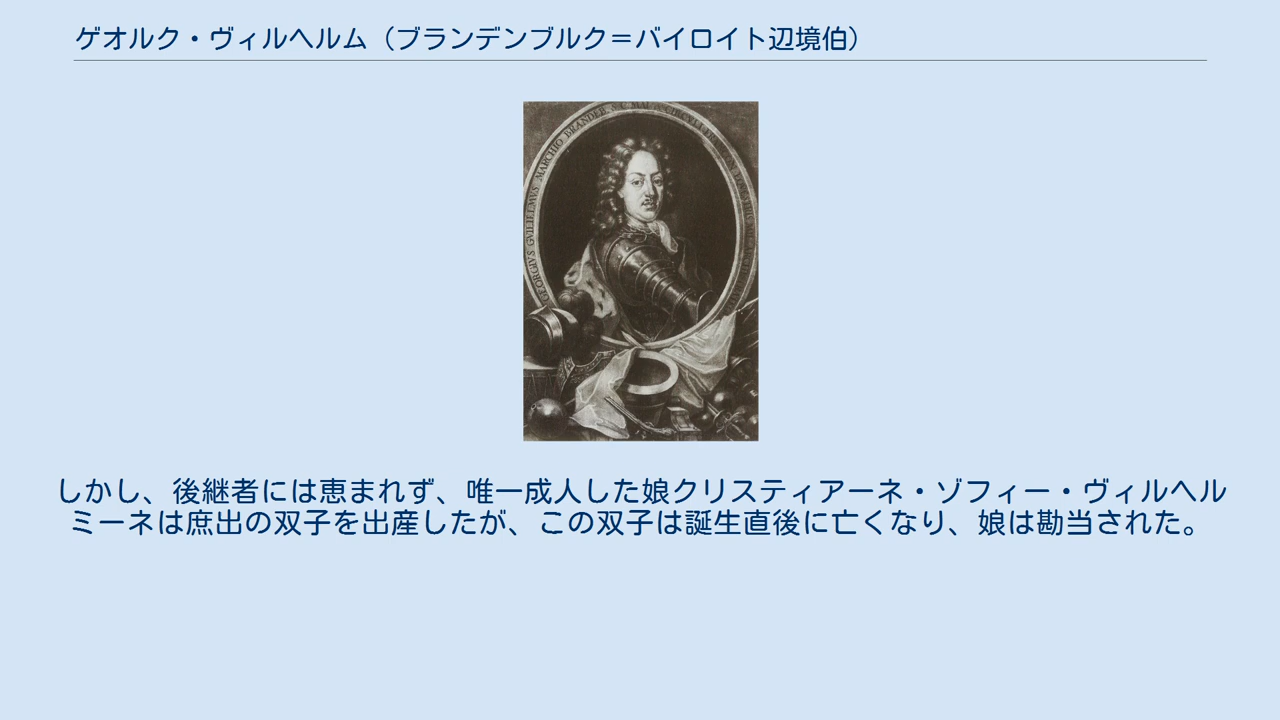 ゲオルク・ヴィルヘルム（ブランデンブルク＝バイロイト辺境伯）
GEORGIVS GVILIELMVS MARCHIO BRANDEB
しかし、後継者には恵まれず、唯一成人した娘クリスティアーネ・ゾフィー・ヴィルヘル
ミーネは庶出の双子を出産したが、この双子は誕生直後に亡くなり、娘は勘当された。